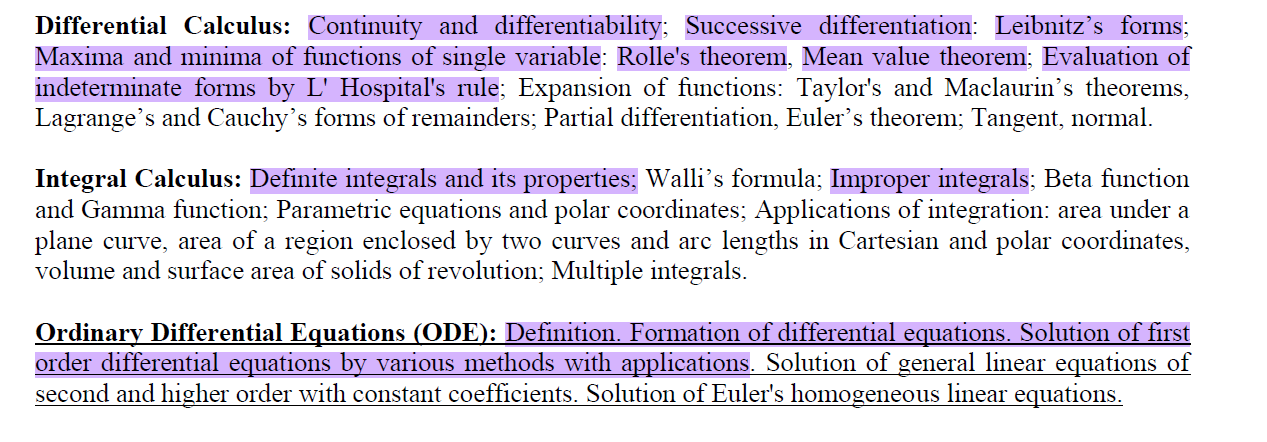 Differential Calculus: Continuity and differentiability; Successive differentiation: Leibnitz’s forms;
Maxima and minima of functions of single variable: Rolle's theorem, Mean value theorem; Evaluation of
indeterminate forms by L' Hospital's rule; Expansion of functions: Taylor's and Maclaurin’s theorems,
Lagrange’s and Cauchy’s forms of remainders; Partial differentiation, Euler’s theorem; Tangent, normal.
Integral Calculus: Definite integrals and its properties; Walli’s formula; Improper integrals; Beta function
and Gamma function; Parametric equations and polar coordinates; Applications of integration: area under a
plane curve, area of a region enclosed by two curves and arc lengths in Cartesian and polar coordinates,
volume and surface area of solids of revolution; Multiple integrals.
Ordinary Differential Equations (ODE): Definition. Formation of differential equations. Solution of first
order differential equations by various methods with applications. Solution of general linear equations of
second and higher order with constant coefficients. Solution of Euler's homogeneous linear equations.